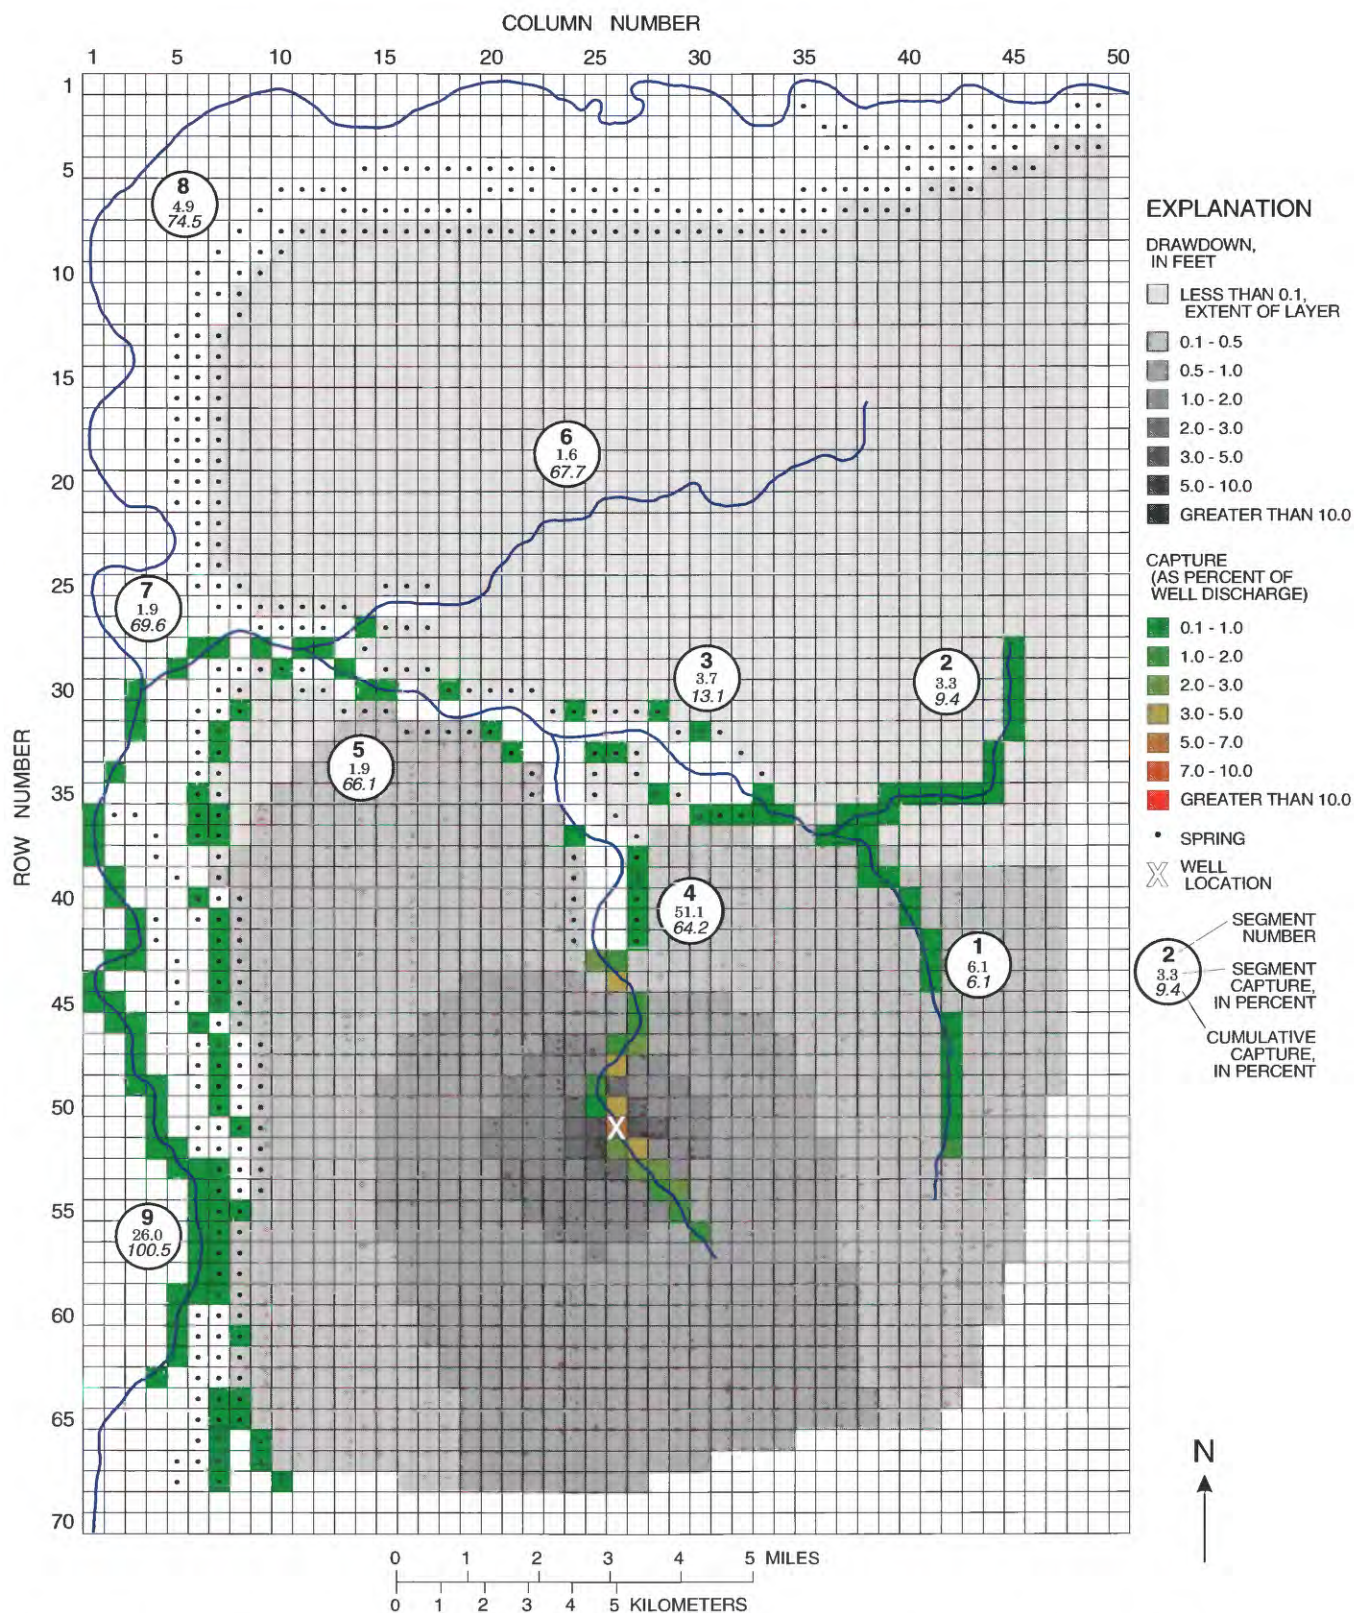 COLUMN NUMBER
1 5 10 15 20 25 30 35 40 45 50
ROW NUMBER
1
5
10
15
20
25
30
35
40
45
50
55
60
65
70
8
4.9
74.5
6
1.6
67.7
7
1.9
69.6
3
3.7
13.1
2
3.3
9.4
5
1.9
66.1
4
51.1
64.2
1
6.1
6.1
9
26.0
100.5
X
0 1 2 3 4 5 MILES
0 1 2 3 4 5 KILOMETERS
EXPLANATION
DRAWDOWN,
IN FEET
LESS THAN 0.1,
EXTENT OF LAYER
0.1 - 0.5
0.5 - 1.0
1.0 - 2.0
2.0 - 3.0
3.0 - 5.0
5.0 - 10.0
GREATER THAN 10.0
CAPTURE
(AS PERCENT OF
WELL DISCHARGE)
0.1 - 1.0
1.0 - 2.0
2.0 - 3.0
3.0 - 5.0
5.0 - 7.0
7.0 - 10.0
GREATER THAN 10.0
SPRING
X WELL
LOCATION
2
3.3
9.4
SEGMENT
NUMBER
SEGMENT
CAPTURE,
IN PERCENT
CUMULATIVE
CAPTURE,
IN PERCENT
N